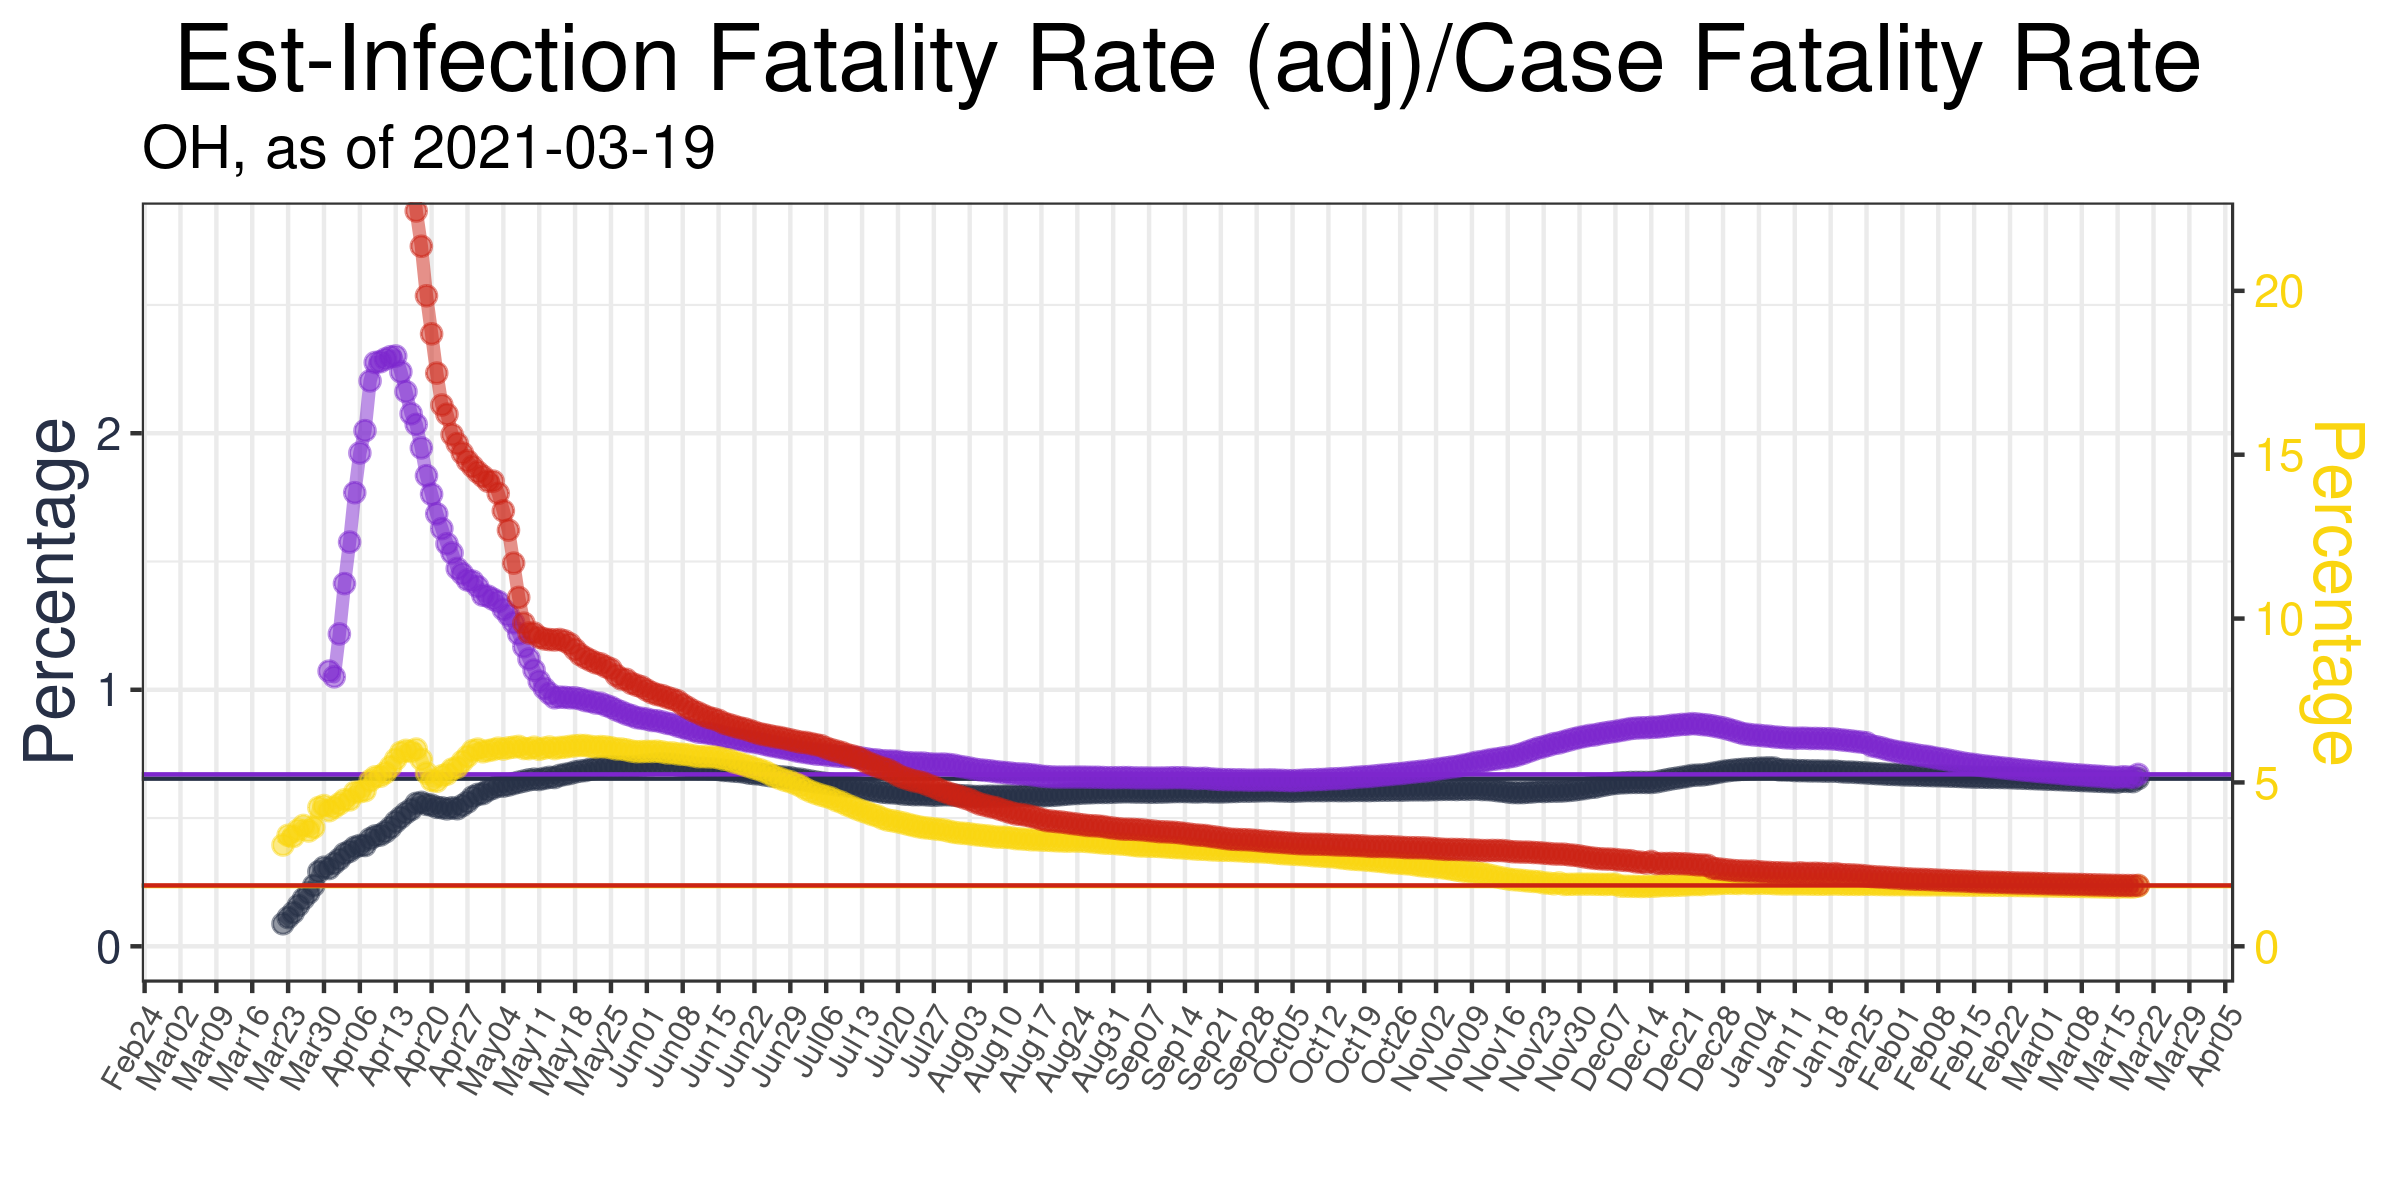 Est-Infection Fatality Rate (adj)/Case Fatality Rate
OH, as of 2021-03-19
Percentage
2
1
0
20
15
10
5
0
Percentage
Feb24
Mar02
Mar09
Mar16
Mar23
Mar30
Apr06
Apr13
Apr20
Apr27
May04
May11
May18
May25
Jun01
Jun08
Jun15
Jun22
Jun29
Jul06
Jul13
Jul20
Jul27
Aug03
Aug10
Aug17
Aug24
Aug31
Sep07
Sep14
Sep21
Sep28
Oct05
Oct12
Oct19
Oct26
Nov02
Nov09
Nov16
Nov23
Nov30
Dec07
Dec14
Dec21
Dec28
Jan04
Jan11
Jan18
Jan25
Feb01
Feb08
Feb15
Feb22
Mar01
Mar08
Mar15
Mar22
Mar29
Apr05